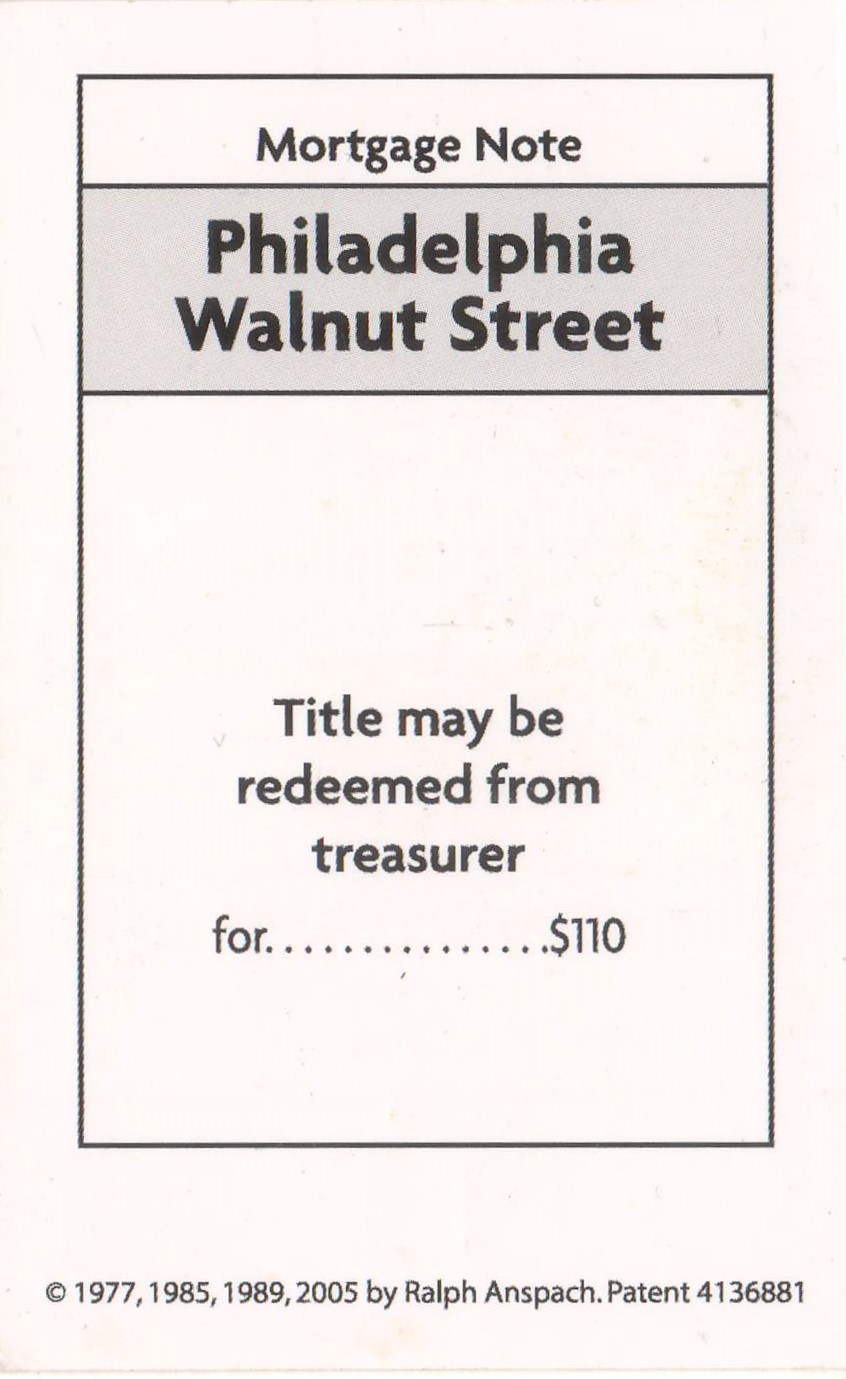 Mortgage Note
Philadelphia
Walnut Street
Title may be
redeemed from
treasurer
for...............$110
© 1977, 1985, 1989, 2005 by Ralph Anspach. Patent 4136881